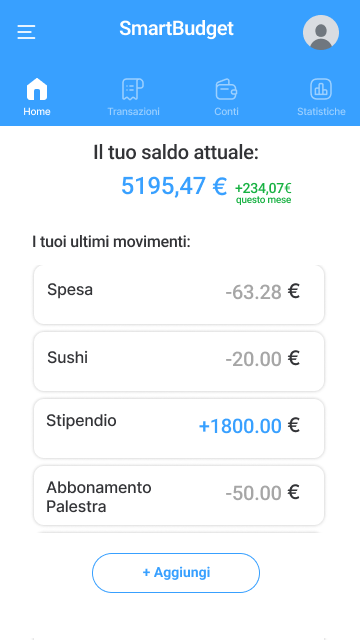 SmartBudget
Home
Transazioni
Conti
Statistiche
Il tuo saldo attuale:
5195,47 € +234,07€
questo mese
I tuoi ultimi movimenti:
Spesa -63.28 €
Sushi -20.00 €
Stipendio +1800.00 €
Abbonamento
Palestra -50.00 €
+ Aggiungi